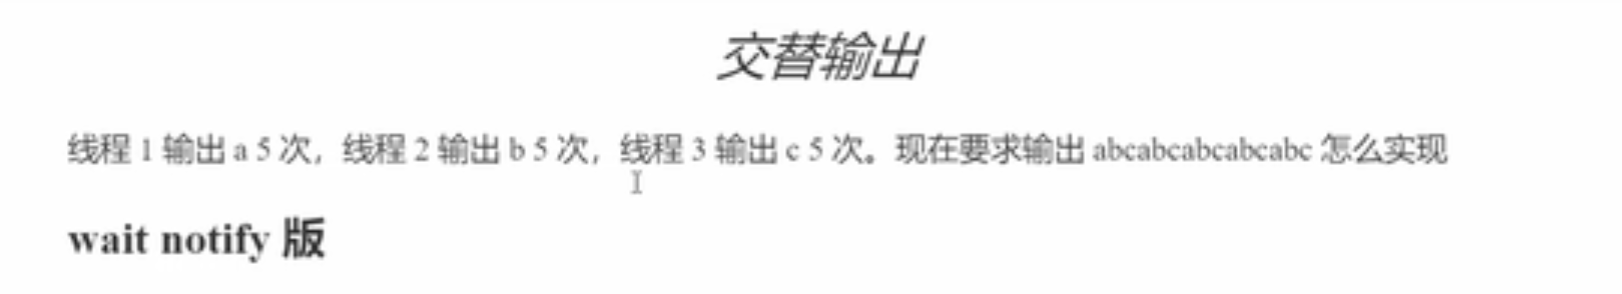 交替输出
线程 1 输出 a 5 次，线程 2 输出 b 5 次，线程 3 输出 c 5 次。现在要求输出 abcabcabcabcabc 怎么实现
wait notify 版